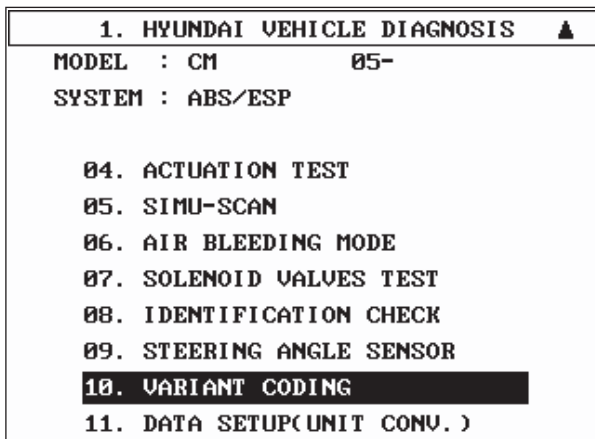 1. HYUNDAI VEHICLE DIAGNOSIS ▲
MODEL : CM 05-
SYSTEM : ABS/ESP
04. ACTUATION TEST
05. SIMU-SCAN
06. AIR BLEEDING MODE
07. SOLENOID VALVES TEST
08. IDENTIFICATION CHECK
09. STEERING ANGLE SENSOR
10. VARIANT CODING
11. DATA SETUP(UNIT CONV.)